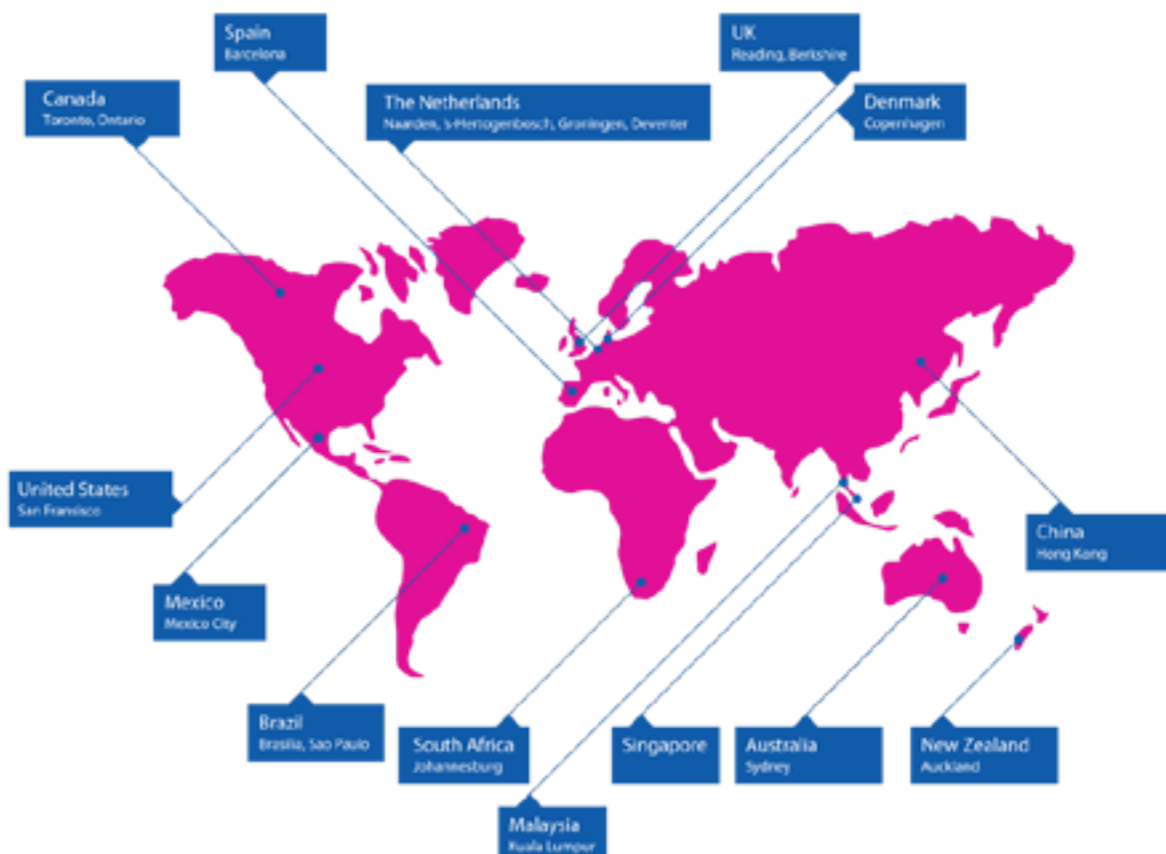 Spain
Barcelona
UK
Reading, Berkshire
Canada
Toronto, Ontario
The Netherlands
Naarden, 's-Hertogenbosch, Groningen, Deventer
Denmark
Copenhagen
United States
San Fransisco
China
Hong Kong
Mexico
Mexico City
Brazil
Brasilia, Sao Paulo
South Africa
Johannesburg
Singapore
Australia
Sydney
New Zealand
Auckland
Malaysia
Kuala Lumpur